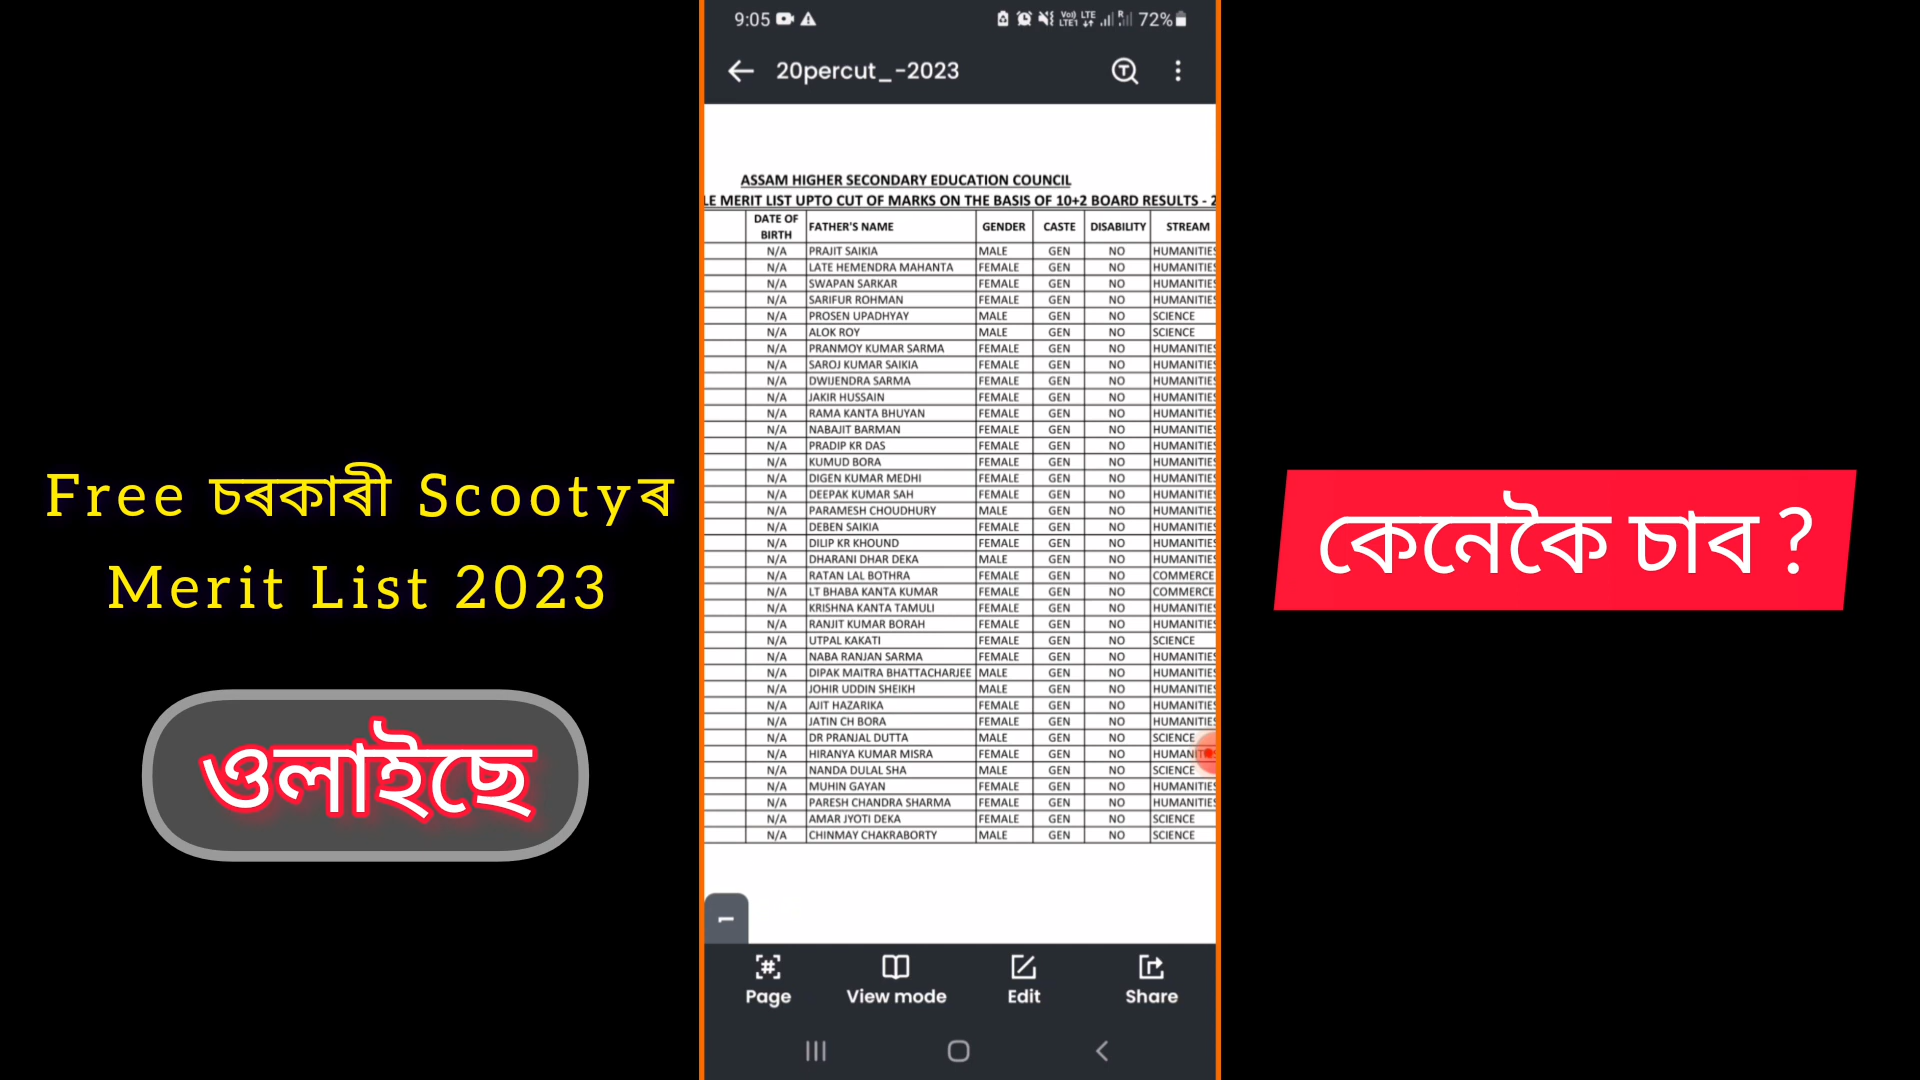 Free চৰকাৰী Scootyৰ
Merit List 2023
ওলাইছে
9:05 72%
20percut_-2023
ASSAM HIGHER SECONDARY EDUCATION COUNCIL
LE MERIT LIST UPTO CUT OF MARKS ON THE BASIS OF 10+2 BOARD RESULTS - 2
DATE OF BIRTH FATHER'S NAME GENDER CASTE DISABILITY STREAM
N/A PRAJIT SAIKIA MALE GEN NO HUMANITIES
N/A LATE HEMENDRA MAHANTA FEMALE GEN NO HUMANITIES
N/A SWAPAN SARKAR FEMALE GEN NO HUMANITIES
N/A SARIFUR ROHMAN FEMALE GEN NO HUMANITIES
N/A PROSEN UPADHYAY MALE GEN NO SCIENCE
N/A ALOK ROY MALE GEN NO SCIENCE
N/A PRANMOY KUMAR SARMA FEMALE GEN NO HUMANITIES
N/A SAROJ KUMAR SAIKIA FEMALE GEN NO HUMANITIES
N/A DWIJENDRA SARMA FEMALE GEN NO HUMANITIES
N/A JAKIR HUSSAIN FEMALE GEN NO HUMANITIES
N/A RAMA KANTA BHUYAN FEMALE GEN NO HUMANITIES
N/A NABAJIT BARMAN FEMALE GEN NO HUMANITIES
N/A PRADIP KR DAS FEMALE GEN NO HUMANITIES
N/A KUMUD BORA FEMALE GEN NO HUMANITIES
N/A DIGEN KUMAR MEDHI FEMALE GEN NO HUMANITIES
N/A DEEPAK KUMAR SAH FEMALE GEN NO HUMANITIES
N/A PARAMESH CHOUDHURY MALE GEN NO HUMANITIES
N/A DEBEN SAIKIA FEMALE GEN NO HUMANITIES
N/A DILIP KR KHOUND FEMALE GEN NO HUMANITIES
N/A DHARANI DHAR DEKA MALE GEN NO HUMANITIES
N/A RATAN LAL BOTHRA FEMALE GEN NO COMMERCE
N/A LT BHABA KANTA KUMAR FEMALE GEN NO COMMERCE
N/A KRISHNA KANTA TAMULI FEMALE GEN NO HUMANITIES
N/A RANJIT KUMAR BORAH FEMALE GEN NO HUMANITIES
N/A UTPAL KAKATI FEMALE GEN NO SCIENCE
N/A NABA RANJAN SARMA FEMALE GEN NO HUMANITIES
N/A DIPAK MAITRA BHATTACHARJEE MALE GEN NO HUMANITIES
N/A JOHIR UDDIN SHEIKH MALE GEN NO HUMANITIES
N/A AJIT HAZARIKA FEMALE GEN NO HUMANITIES
N/A JATIN CH BORA FEMALE GEN NO HUMANITIES
N/A DR PRANJAL DUTTA MALE GEN NO SCIENCE
N/A HIRANYA KUMAR MISRA FEMALE GEN NO HUMANITIES
N/A NANDA DULAL SHA MALE GEN NO SCIENCE
N/A MUHIN GAYAN FEMALE GEN NO HUMANITIES
N/A PARESH CHANDRA SHARMA FEMALE GEN NO HUMANITIES
N/A AMAR JYOTI DEKA FEMALE GEN NO SCIENCE
N/A CHINMAY CHAKRABORTY MALE GEN NO SCIENCE
1
Page View mode Edit Share
কেনেকৈ চাব ?